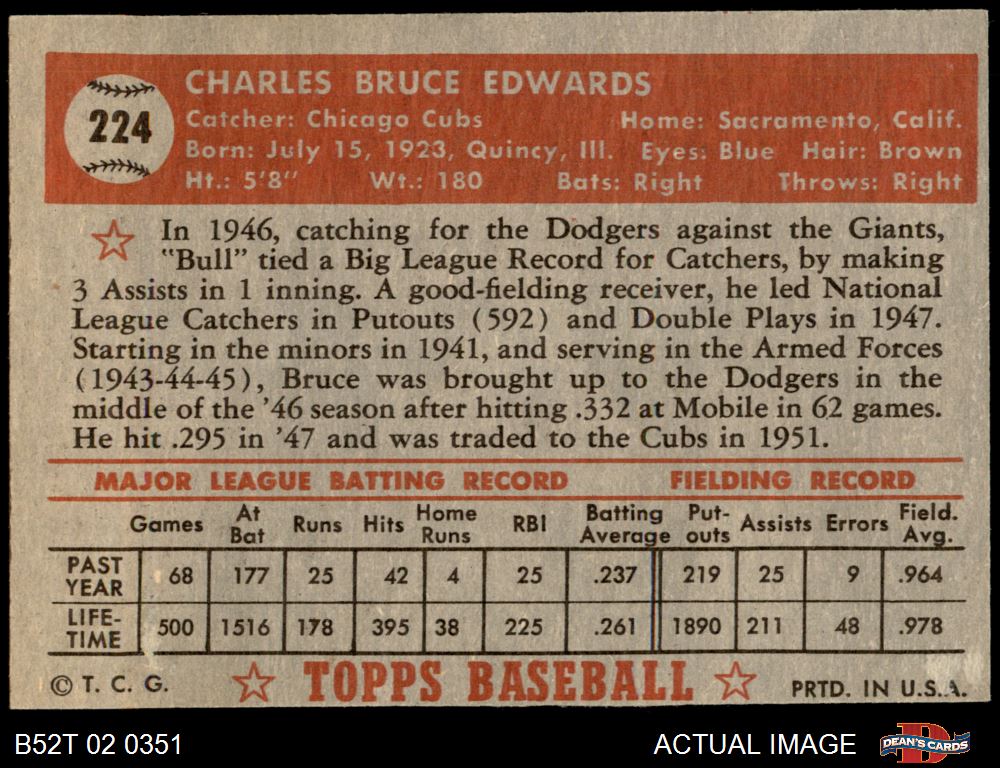 224
CHARLES BRUCE EDWARDS
Catcher: Chicago Cubs Home: Sacramento, Calif.
Born: July 15, 1923, Quincy, Ill. Eyes: Blue Hair: Brown
Ht.: 5'8" Wt.: 180 Bats: Right Throws: Right
In 1946, catching for the Dodgers against the Giants,
"Bull" tied a Big League Record for Catchers, by making
3 Assists in 1 inning. A good-fielding receiver, he led National
League Catchers in Putouts (592) and Double Plays in 1947.
Starting in the minors in 1941, and serving in the Armed Forces
(1943-44-45), Bruce was brought up to the Dodgers in the
middle of the '46 season after hitting .332 at Mobile in 62 games.
He hit .295 in '47 and was traded to the Cubs in 1951.
MAJOR LEAGUE BATTING RECORD FIELDING RECORD
Games At Bat Runs Hits Home Runs RBI Batting Average Put-outs Assists Errors Field. Avg.
PAST YEAR 68 177 25 42 4 25 .237 219 25 9 .964
LIFE-TIME 500 1516 178 395 38 225 .261 1890 211 48 .978
© T. C. G. TOPPS BASEBALL PRTD. IN U.S.A.
B52T 02 0351 ACTUAL IMAGE DEAN'S CARDS